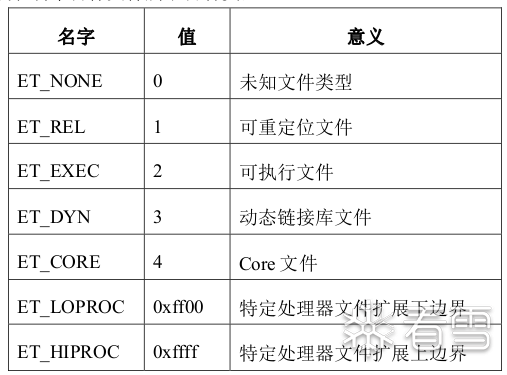 名字 值 意义
ET_NONE 0 未知文件类型
ET_REL 1 可重定位文件
ET_EXEC 2 可执行文件
ET_DYN 3 动态链接库文件
ET_CORE 4 Core 文件
ET_LOPROC 0xff00 特定处理器文件扩展下边界
ET_HIPROC 0xffff 特定处理器文件扩展上边界
看雪